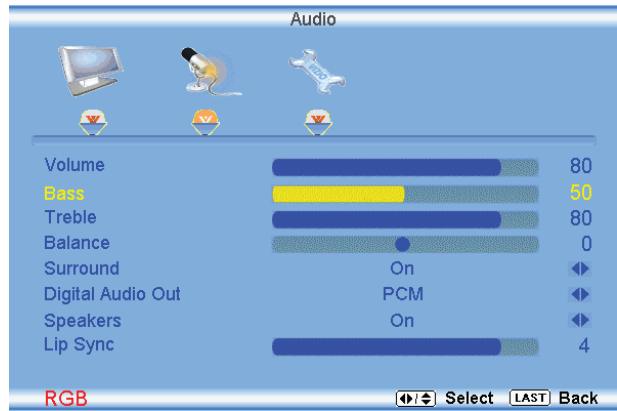 Audio
VIZIO
Volume 80
Bass 50
Treble 80
Balance 0
Surround On
Digital Audio Out PCM
Speakers On
Lip Sync 4
RGB Select LAST Back